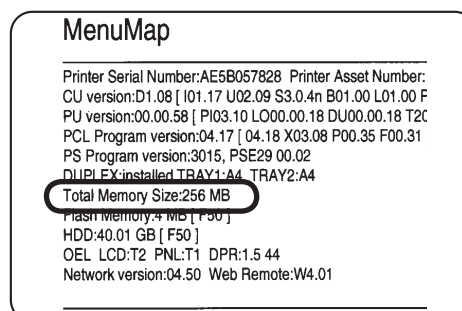 MenuMap
Printer Serial Number:AE5B057828 Printer Asset Number:
CU version:D1.08 [ I01.17 U02.09 S3.0.4n B01.00 L01.00 F
PU version:00.00.58 [ PI03.10 LO00.00.18 DU00.00.18 T20
PCL Program version:04.17 [ 04.18 X03.08 P00.35 F00.31
PS Program version:3015, PSE29 00.02
DUPLEX:installed TRAY1:A4 TRAY2:A4
Total Memory Size:256 MB
Flash Memory:4 MB [ F50 ]
HDD:40.01 GB [ F50 ]
OEL LCD:T2 PNL:T1 DPR:1.5 44
Network version:04.50 Web Remote:W4.01